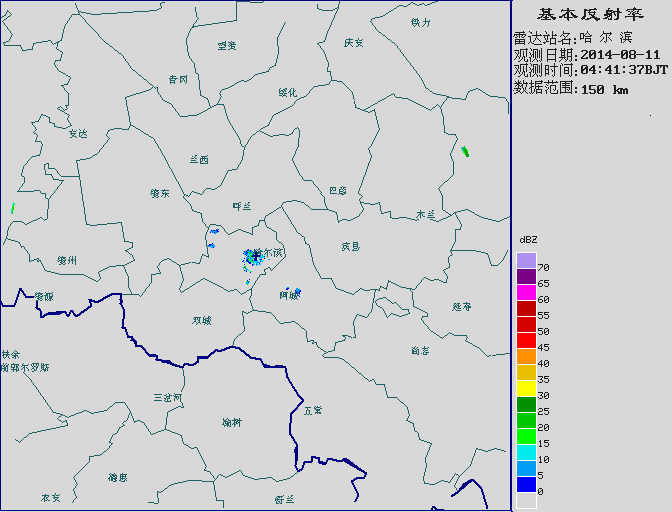 基本反射率
雷达站名:哈 尔 滨
观测日期:2014-08-11
观测时间:04:41:37BJT
数据范围:150 km
铁力
望奎
庆安
青冈
绥化
安达
兰西
肇东
巴彦
呼兰
木兰
宾县
哈尔滨
肇州
肇源
阿城
延寿
双城
尚志
扶余
前郭尔罗斯
三岔河
五常
榆树
德惠
农安
舒兰
dBZ
70
65
60
55
50
45
40
35
30
25
20
15
10
5
0